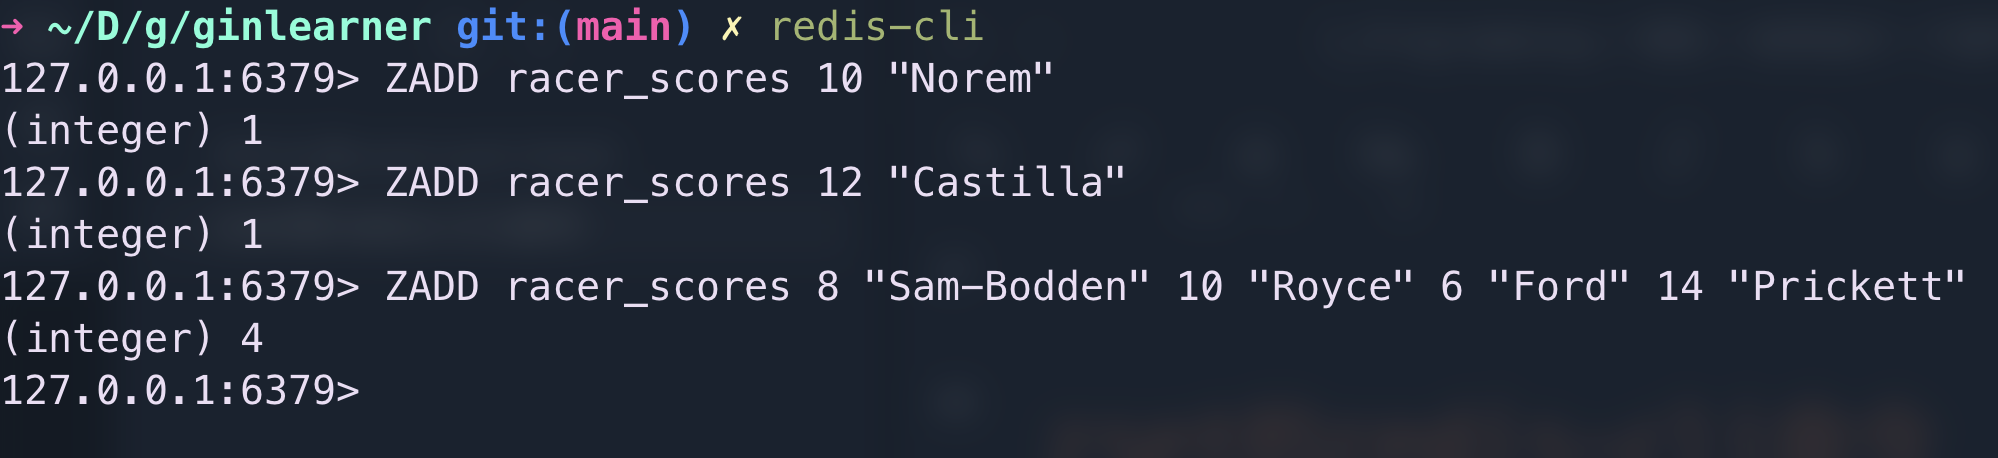 → ~/D/g/ginlearner git:(main) ✗ redis-cli
127.0.0.1:6379> ZADD racer_scores 10 "Norem"
(integer) 1
127.0.0.1:6379> ZADD racer_scores 12 "Castilla"
(integer) 1
127.0.0.1:6379> ZADD racer_scores 8 "Sam-Bodden" 10 "Royce" 6 "Ford" 14 "Prickett"
(integer) 4
127.0.0.1:6379>